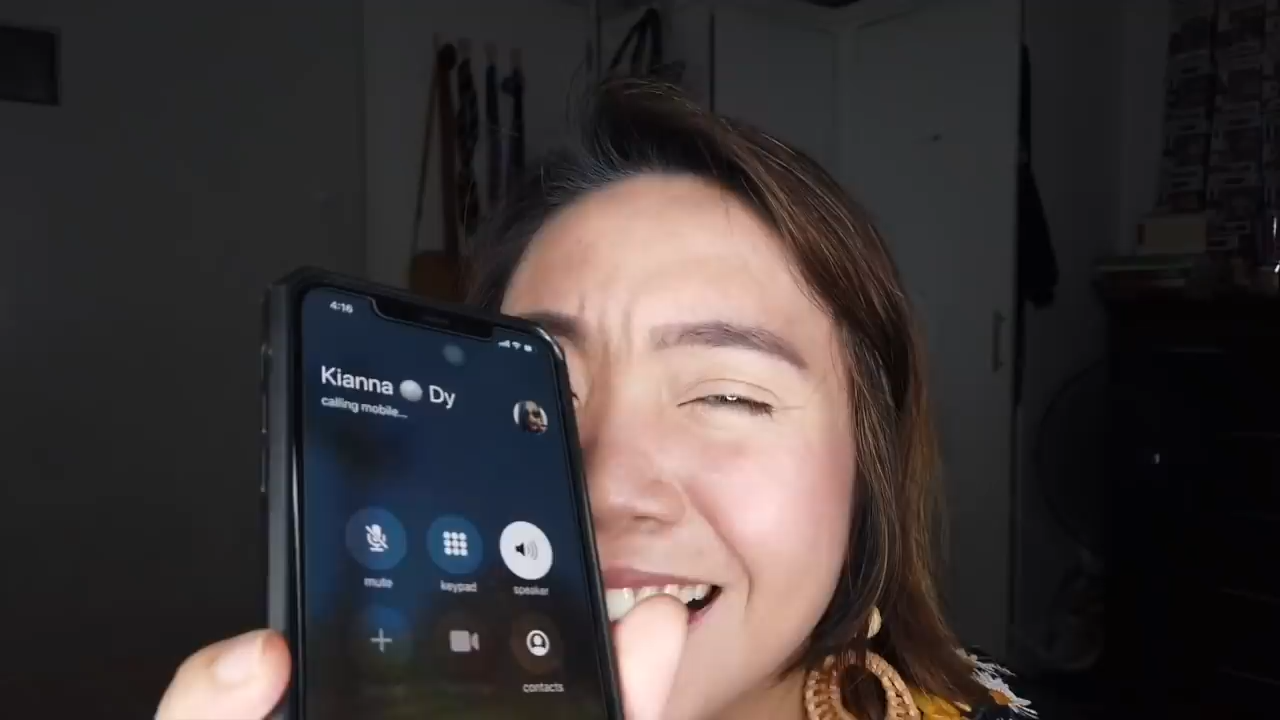 4:16
Kianna Dy
calling mobile...
mute
keypad
speaker
contacts